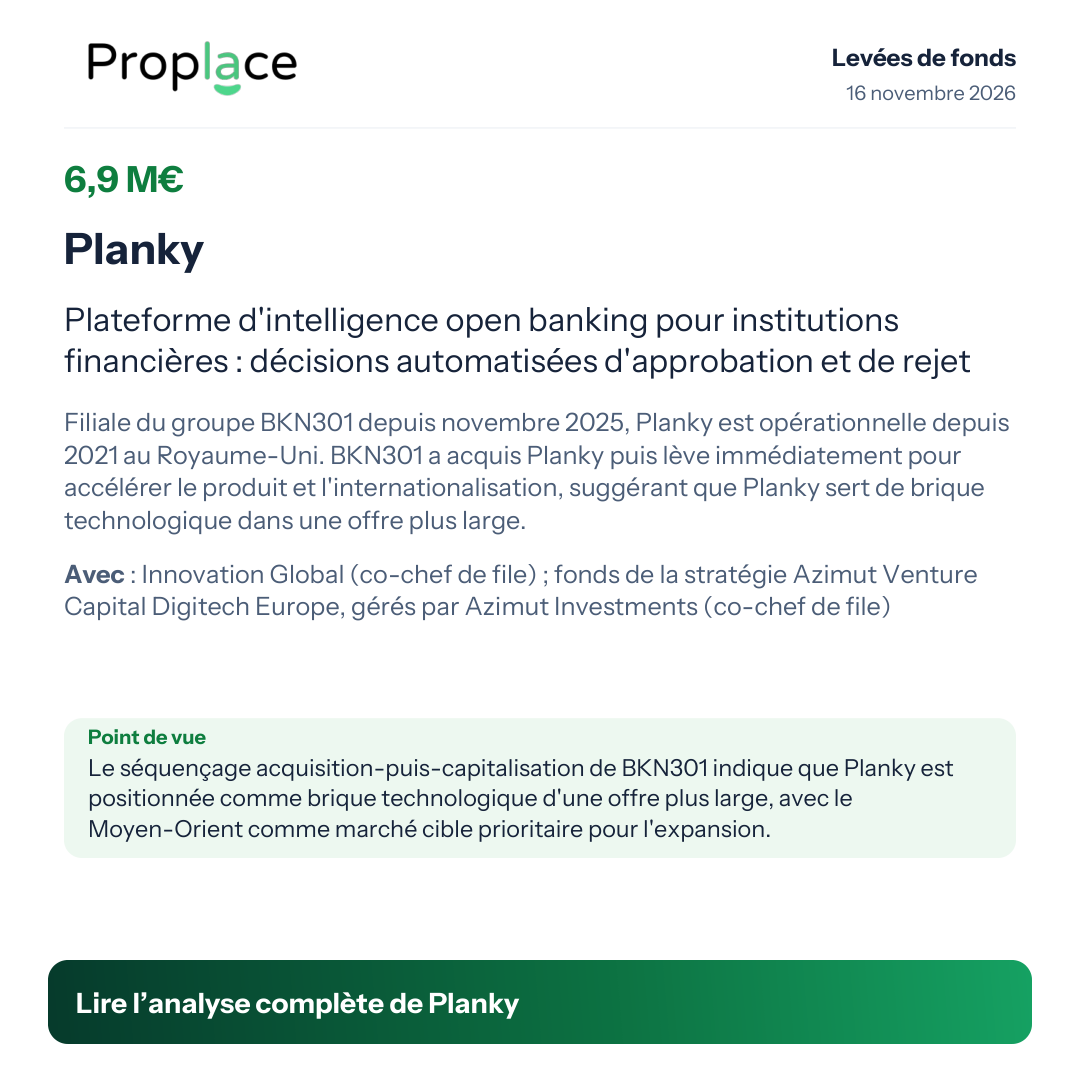 Proplace
Levées de fonds
16 novembre 2026
6,9 M€
Planky
Plateforme d'intelligence open banking pour institutions
financières : décisions automatisées d'approbation et de rejet
Filiale du groupe BKN301 depuis novembre 2025, Planky est opérationnelle depuis
2021 au Royaume-Uni. BKN301 a acquis Planky puis lève immédiatement pour
accélérer le produit et l'internationalisation, suggérant que Planky sert de brique
technologique dans une offre plus large.
Avec : Innovation Global (co-chef de file) ; fonds de la stratégie Azimut Venture
Capital Digitech Europe, gérés par Azimut Investments (co-chef de file)
Point de vue
Le séquençage acquisition-puis-capitalisation de BKN301 indique que Planky est
positionnée comme brique technologique d'une offre plus large, avec le
Moyen-Orient comme marché cible prioritaire pour l'expansion.
Lire l’analyse complète de Planky